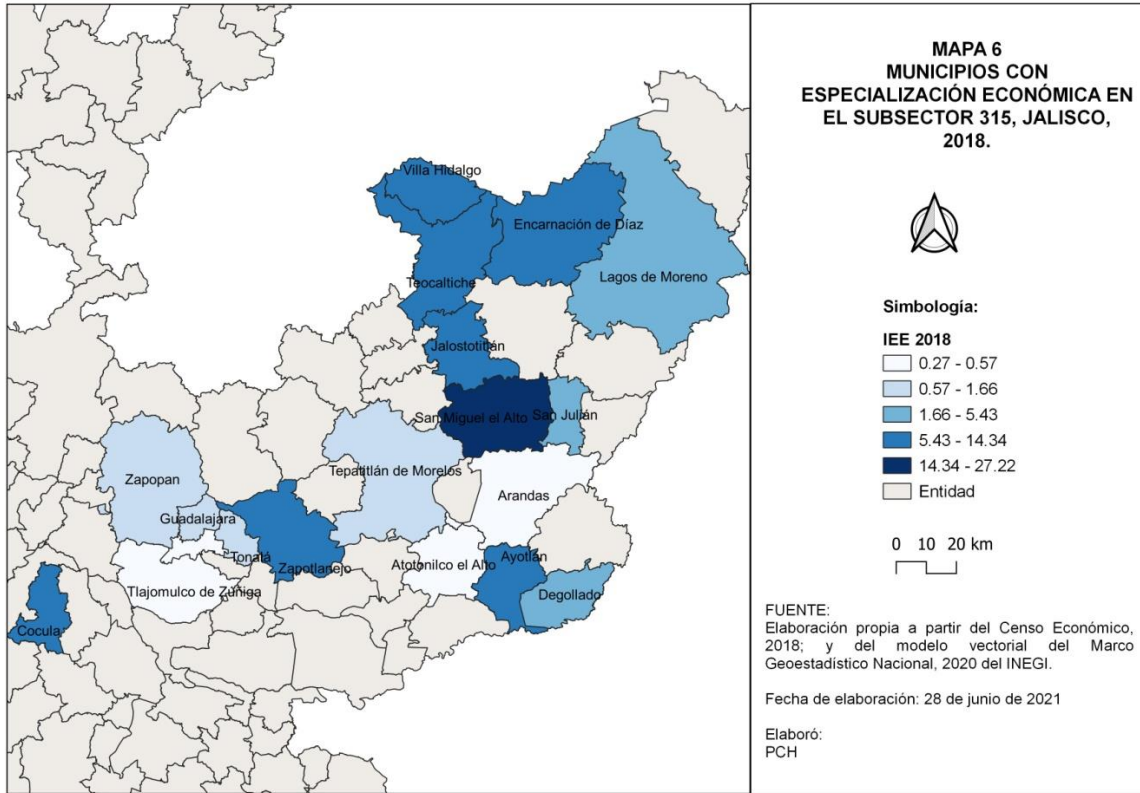 Villa Hidalgo
Encarnación de Díaz
Lagos de Moreno
Teocaltiche
Jalostotitlán
San Miguel el Alto
San Julián
Tepatitlán de Morelos
Zapopan
Arandas
Guadalajara
Tonalá
Zapotlanejo
Atotonilco el Alto
Ayotlán
Tlajomulco de Zúñiga
Degollado
Cocula
MAPA 6
MUNICIPIOS CON
ESPECIALIZACIÓN ECONÓMICA EN
EL SUBSECTOR 315, JALISCO,
2018.
Simbología:
IEE 2018
0.27 - 0.57
0.57 - 1.66
1.66 - 5.43
5.43 - 14.34
14.34 - 27.22
Entidad
0 10 20 km
FUENTE:
Elaboración propia a partir del Censo Económico,
2018; y del modelo vectorial del Marco
Geoestadístico Nacional, 2020 del INEGI.
Fecha de elaboración: 28 de junio de 2021
Elaboró:
PCH